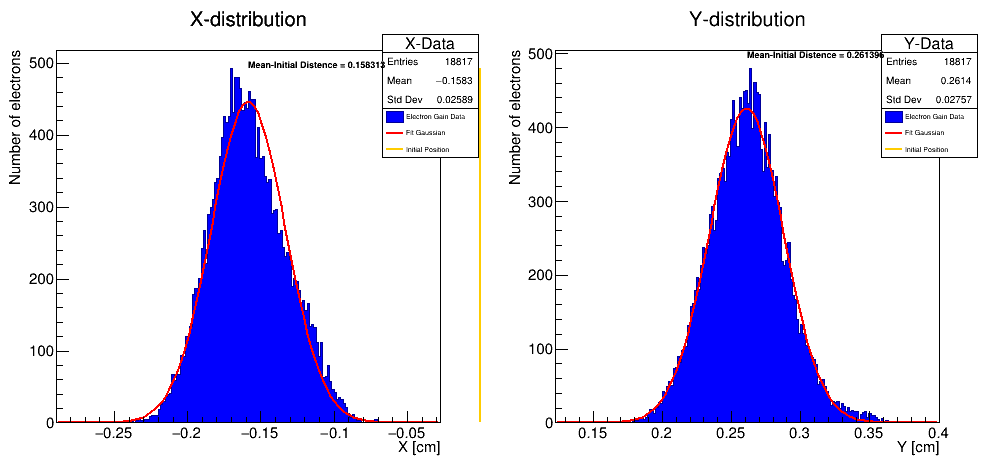 X-distribution
Number of electrons
500
400
300
200
100
0
−0.25
−0.2
−0.15
−0.1
−0.05
X [cm]
Mean-Initial Distence = 0.158313
X-Data
Entries 18817
Mean −0.1583
Std Dev 0.02589
Electron Gain Data
Fit Gaussian
Initial Position
Y-distribution
Number of electrons
500
400
300
200
100
0
0.15
0.2
0.25
0.3
0.35
0.4
Y [cm]
Mean-Initial Distence = 0.261396
Y-Data
Entries 18817
Mean 0.2614
Std Dev 0.02757
Electron Gain Data
Fit Gaussian
Initial Position